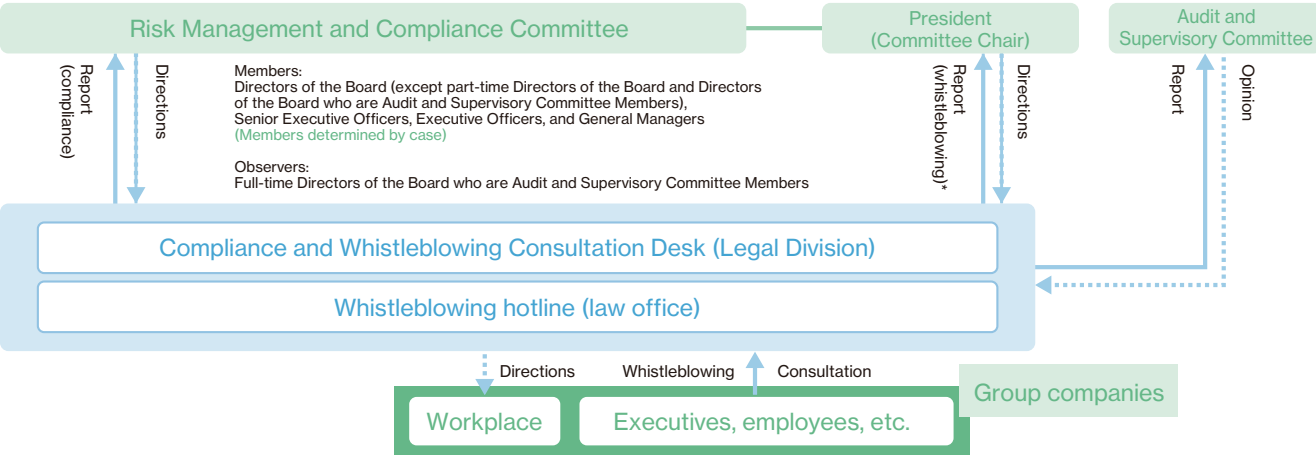 Risk Management and Compliance Committee
President
(Committee Chair)
Audit and
Supervisory Committee
Report
(compliance)
Directions
Members:
Directors of the Board (except part-time Directors of the Board and Directors
of the Board who are Audit and Supervisory Committee Members),
Senior Executive Officers, Executive Officers, and General Managers
(Members determined by case)
Observers:
Full-time Directors of the Board who are Audit and Supervisory Committee Members
Report
(whistleblowing)*
Directions
Report
Opinion
Compliance and Whistleblowing Consultation Desk (Legal Division)
Whistleblowing hotline (law office)
Directions
Whistleblowing
Consultation
Group companies
Workplace
Executives, employees, etc.